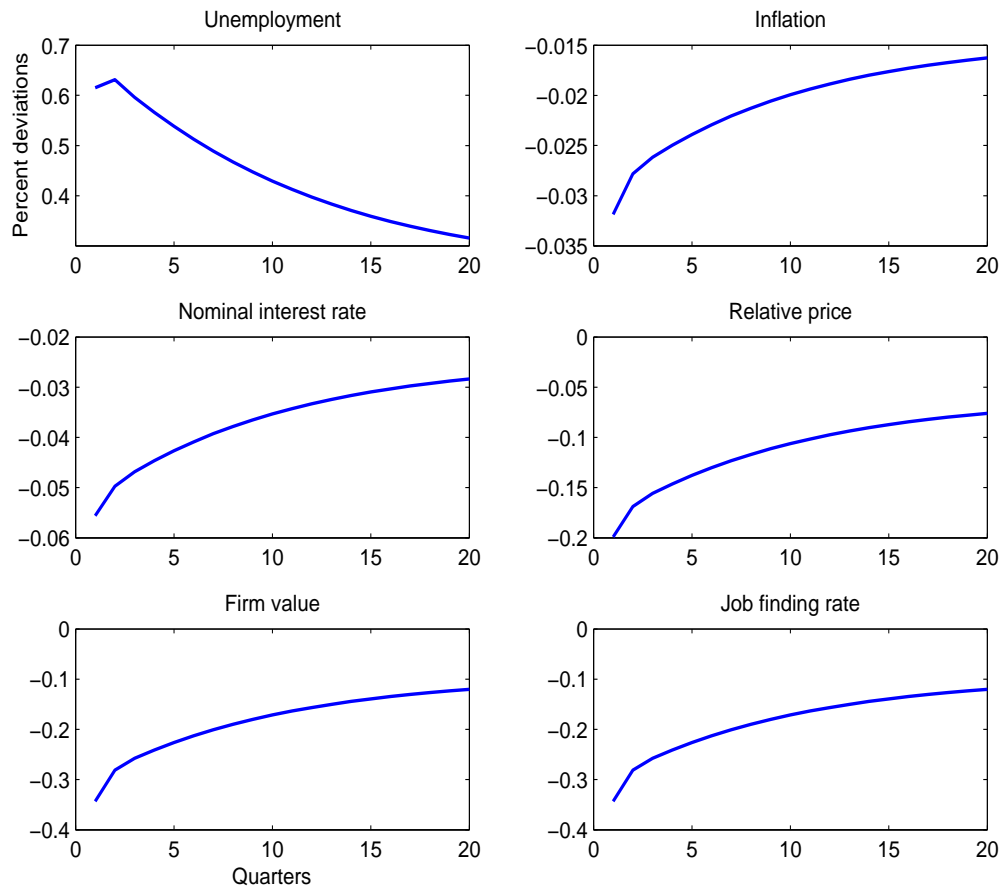 Unemployment
Percent deviations
0.7
0.6
0.5
0.4
0 5 10 15 20
Inflation
−0.015
−0.02
−0.025
−0.03
−0.035
0 5 10 15 20
Nominal interest rate
−0.02
−0.03
−0.04
−0.05
−0.06
0 5 10 15 20
Relative price
0
−0.05
−0.1
−0.15
−0.2
0 5 10 15 20
Firm value
0
−0.1
−0.2
−0.3
−0.4
0 5 10 15 20
Quarters
Job finding rate
0
−0.1
−0.2
−0.3
−0.4
0 5 10 15 20